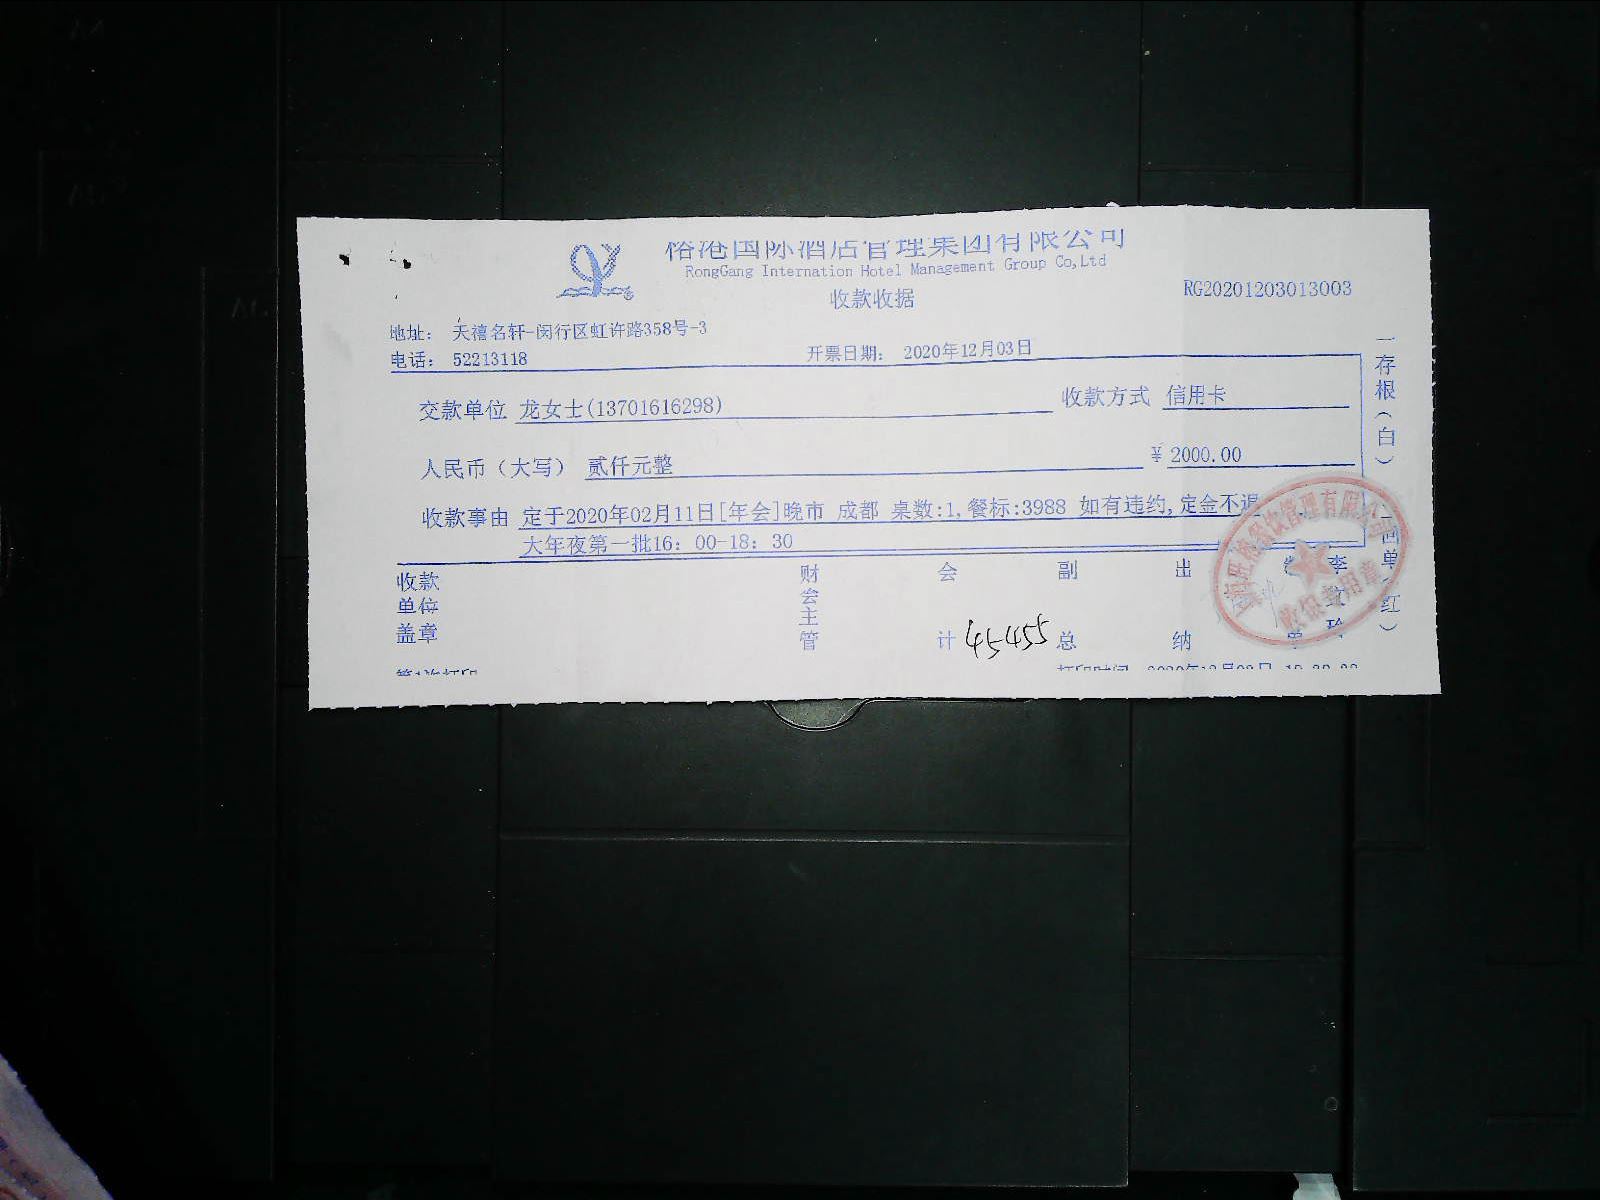 国际酒店管理集团有限公司
RongGang Internation Hotel Management Group Co,Ltd
收款收据
RG20201203013003
地址： 天禧名轩-闵行区虹许路358号-3
电话： 52213118
开票日期： 2020年12月03日
交款单位 龙女士(13701616298)
收款方式 信用卡
人民币（大写） 贰仟元整
￥2000.00
收款事由 定于2020年02月11日[年会]晚市 成都 桌数:1,餐标:3988 如有违约,定金不退
大年夜第一批16：00-18：30
一存根（白）
收款单位盖章
财会主管
会计
45455
副总
出纳